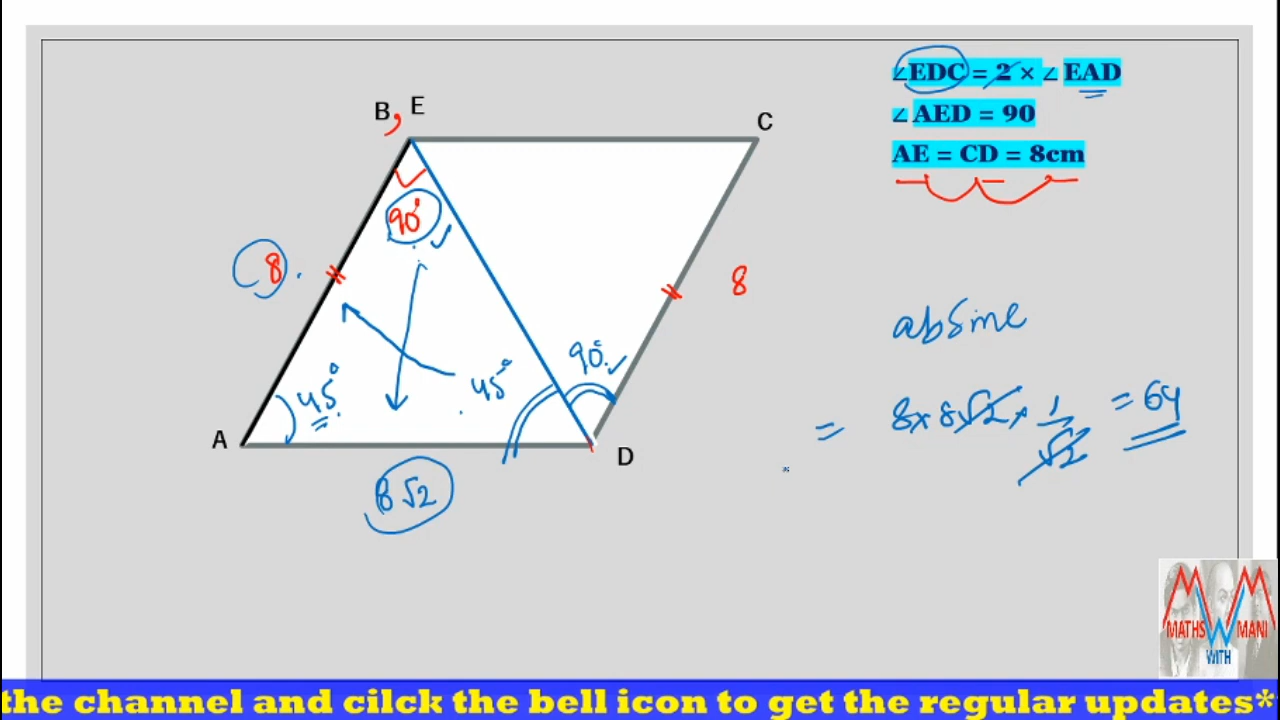 ∠EDC = 2 × ∠ EAD
∠ AED = 90
AE = CD = 8cm
B, E
C
90°
8
8
90°
45°
45°
A
D
8√2
absinc
= 8 × 8√2 × 1/√2 = 64
MATHS WITH MANI
the channel and cilck the bell icon to get the regular updates*